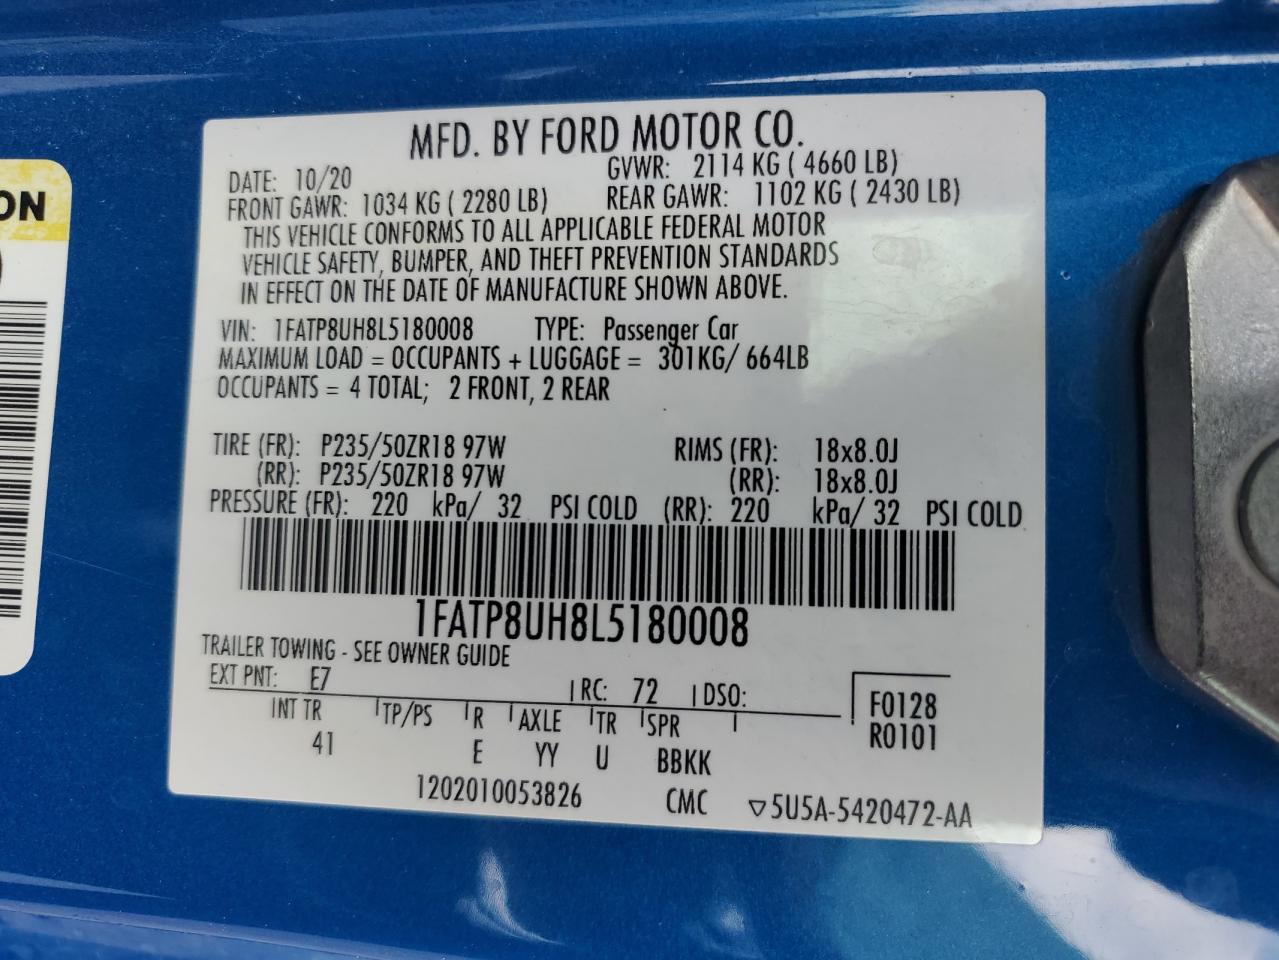 MFD. BY FORD MOTOR CO.
DATE: 10/20 GVWR: 2114 KG ( 4660 LB)
FRONT GAWR: 1034 KG ( 2280 LB) REAR GAWR: 1102 KG ( 2430 LB)
THIS VEHICLE CONFORMS TO ALL APPLICABLE FEDERAL MOTOR
VEHICLE SAFETY, BUMPER, AND THEFT PREVENTION STANDARDS
IN EFFECT ON THE DATE OF MANUFACTURE SHOWN ABOVE.
VIN: 1FATP8UH8L5180008 TYPE: Passenger Car
MAXIMUM LOAD = OCCUPANTS + LUGGAGE = 301KG/ 664LB
OCCUPANTS = 4 TOTAL; 2 FRONT, 2 REAR
TIRE (FR): P235/50ZR18 97W RIMS (FR): 18x8.0J
(RR): P235/50ZR18 97W (RR): 18x8.0J
PRESSURE (FR): 220 kPa/ 32 PSI COLD (RR): 220 kPa/ 32 PSI COLD
1FATP8UH8L5180008
TRAILER TOWING - SEE OWNER GUIDE
EXT PNT: E7 RC: 72 DSO:
INT TR TP/PS R AXLE TR SPR
41 E YY U BBKK
F0128
R0101
1202010053826 CMC ▽5U5A-5420472-AA
ON